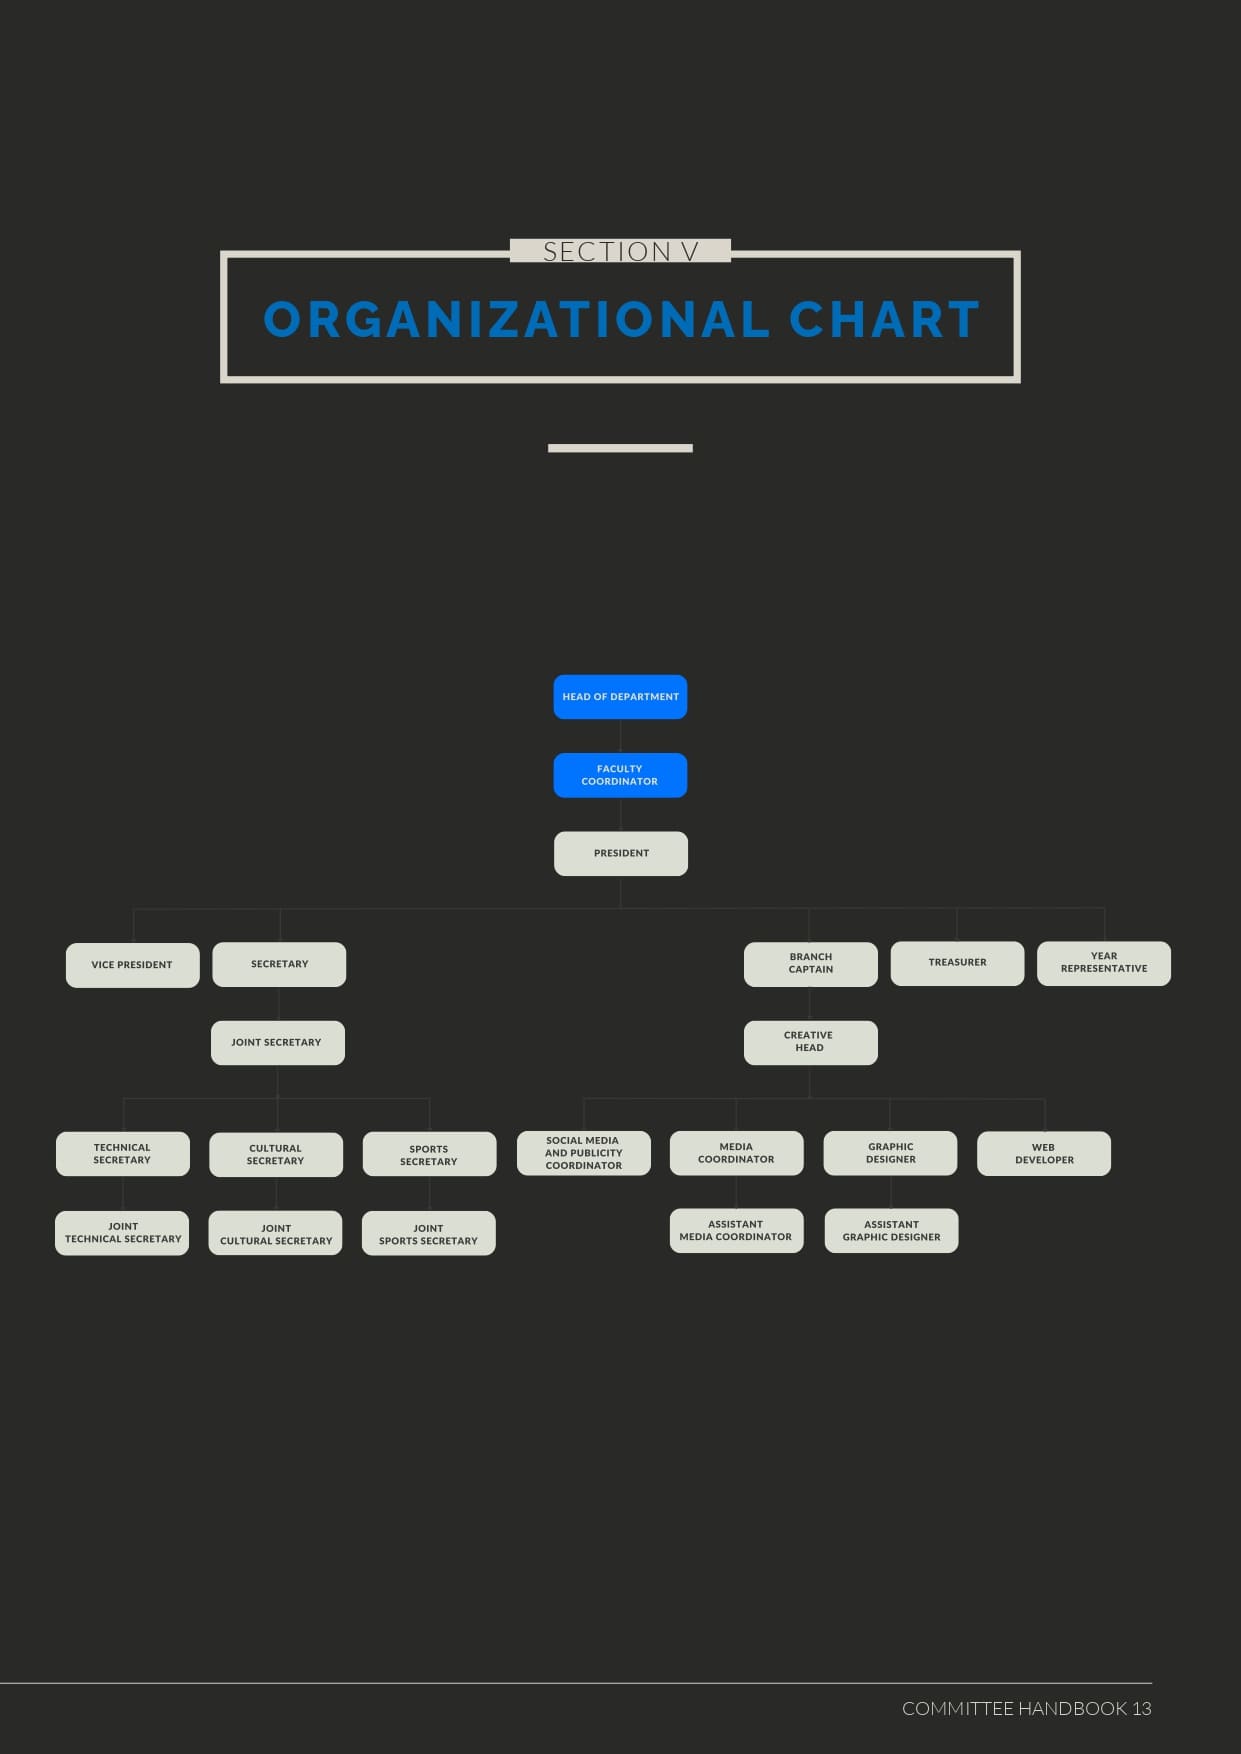 SECTION V
ORGANIZATIONAL CHART
HEAD OF DEPARTMENT
FACULTY
COORDINATOR
PRESIDENT
VICE PRESIDENT
SECRETARY
BRANCH
CAPTAIN
TREASURER
YEAR
REPRESENTATIVE
JOINT SECRETARY
CREATIVE
HEAD
TECHNICAL
SECRETARY
CULTURAL
SECRETARY
SPORTS
SECRETARY
SOCIAL MEDIA
AND PUBLICITY
COORDINATOR
MEDIA
COORDINATOR
GRAPHIC
DESIGNER
WEB
DEVELOPER
JOINT
TECHNICAL SECRETARY
JOINT
CULTURAL SECRETARY
JOINT
SPORTS SECRETARY
ASSISTANT
MEDIA COORDINATOR
ASSISTANT
GRAPHIC DESIGNER
COMMITTEE HANDBOOK 13